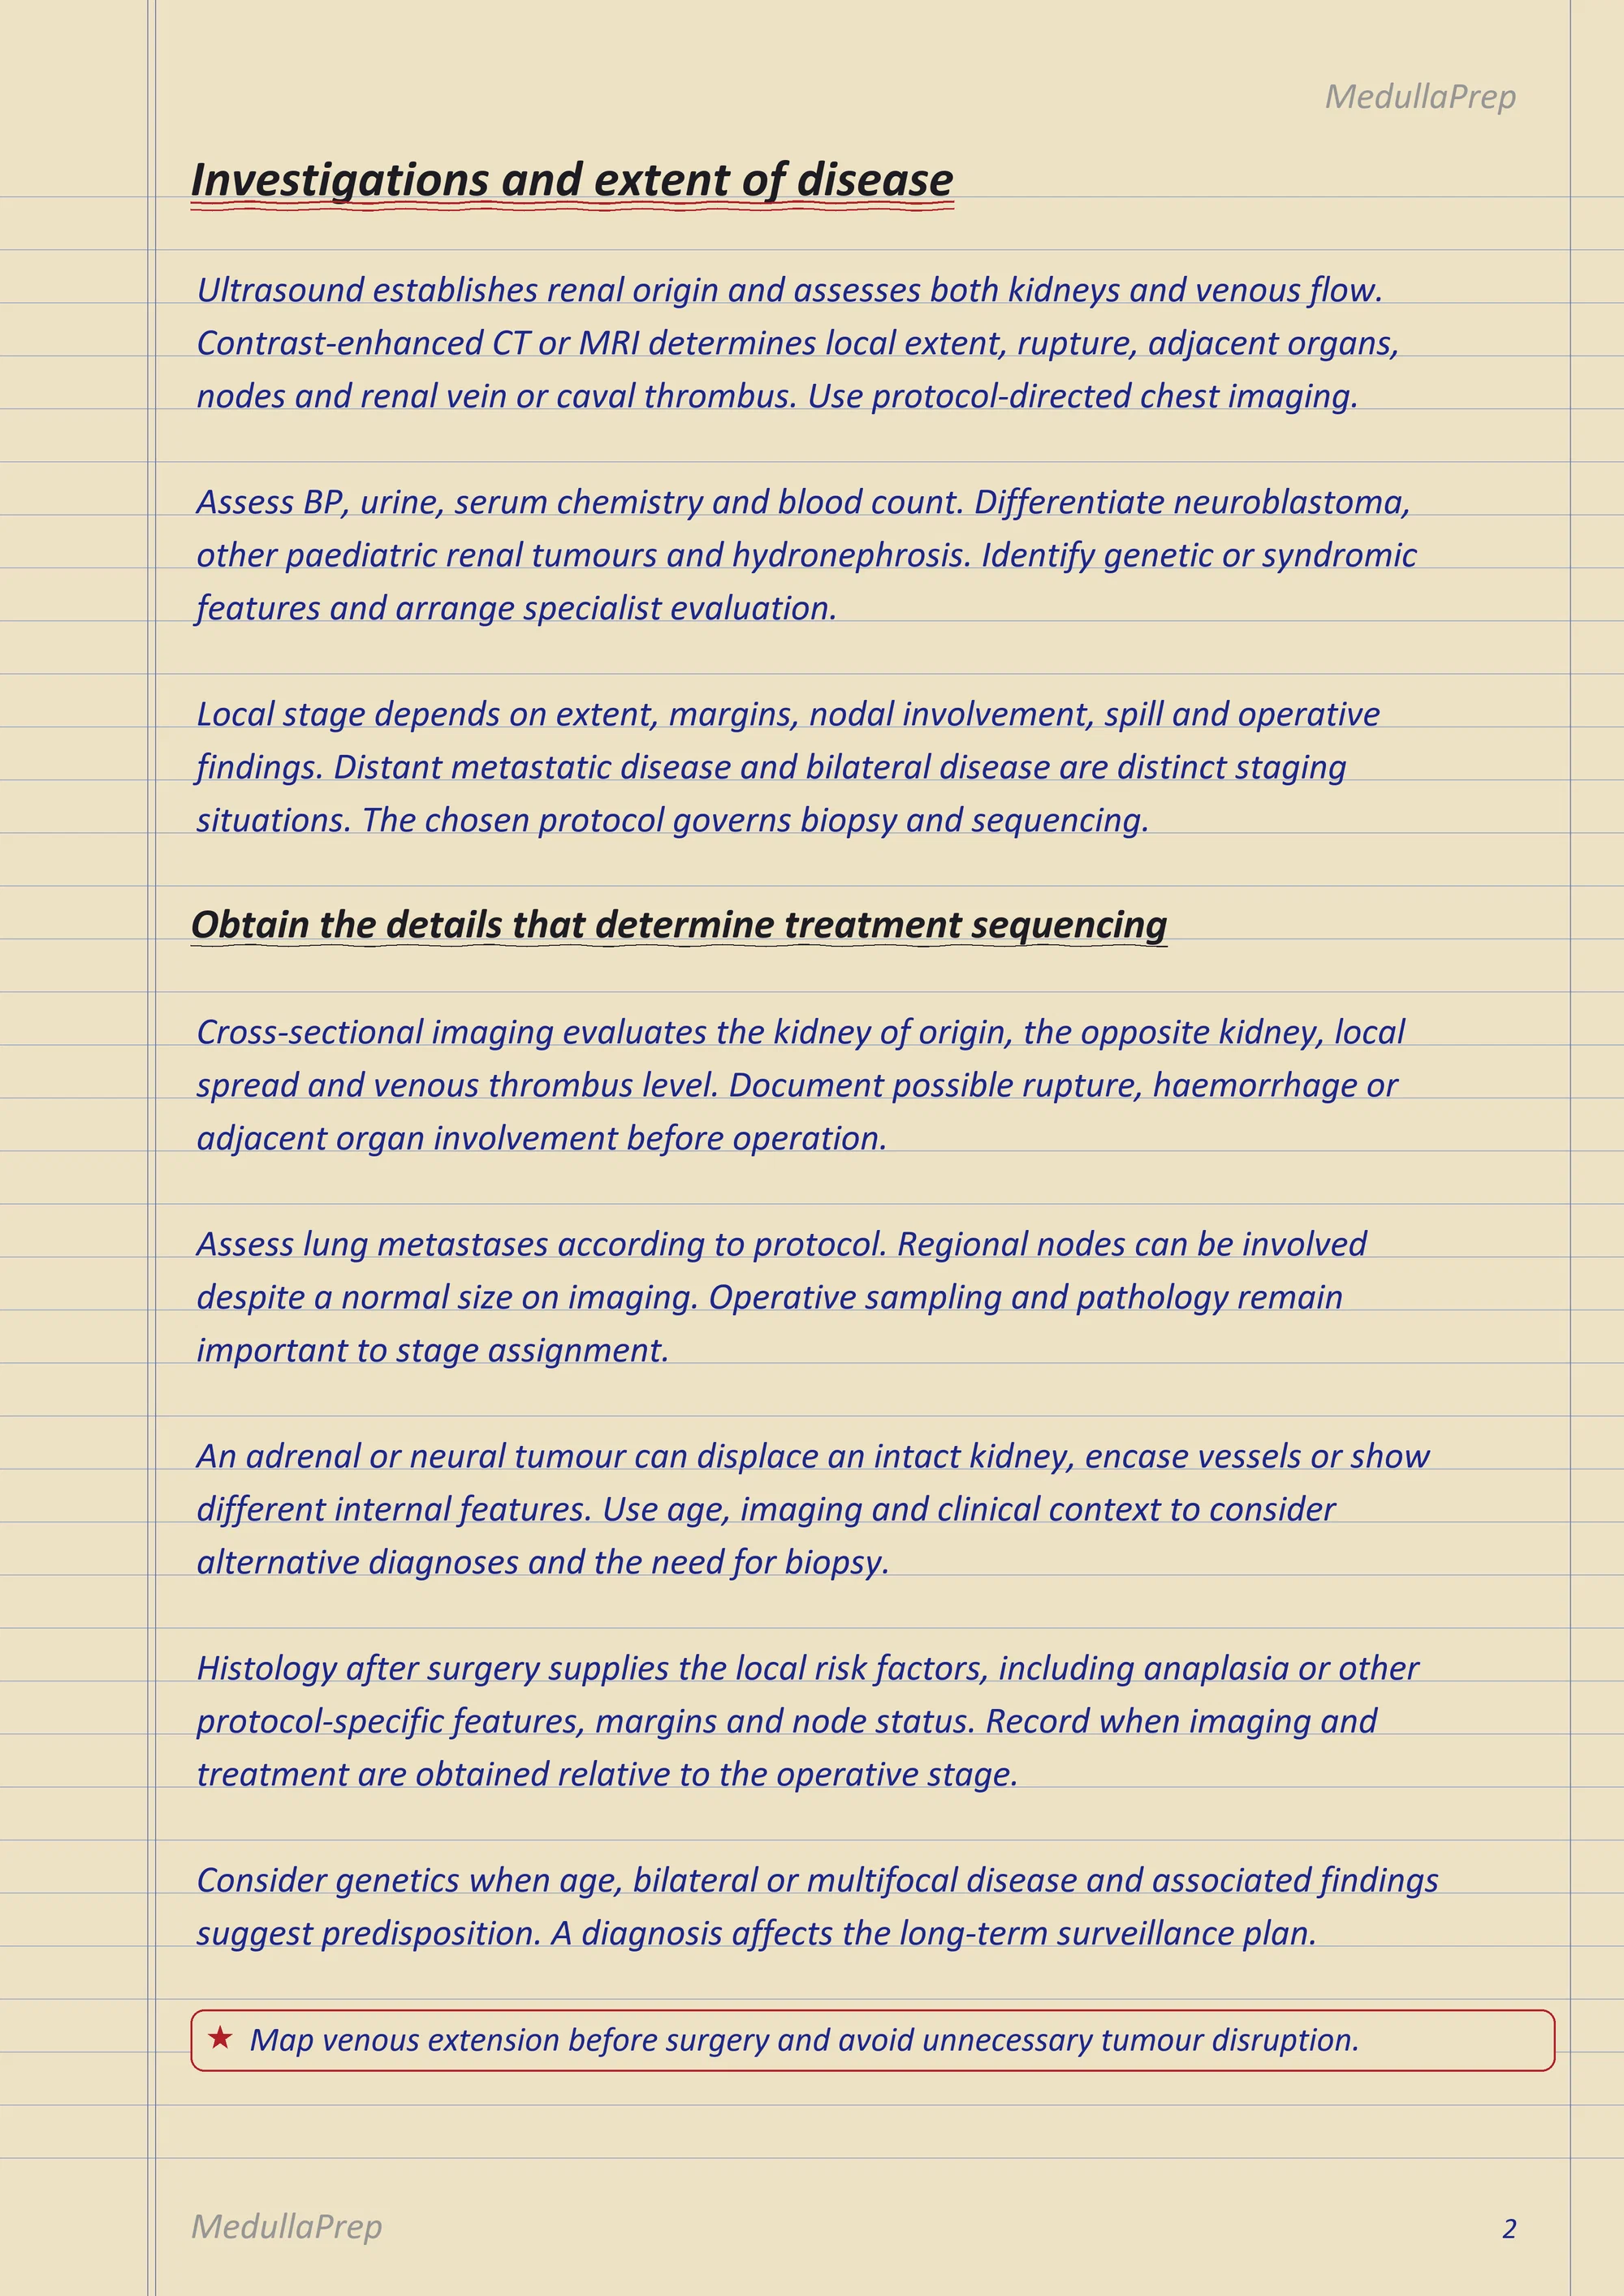 MedullaPrep
Investigations and extent of disease
Ultrasound establishes renal origin and assesses both kidneys and venous flow.
Contrast-enhanced CT or MRI determines local extent, rupture, adjacent organs,
nodes and renal vein or caval thrombus. Use protocol-directed chest imaging.
Assess BP, urine, serum chemistry and blood count. Differentiate neuroblastoma,
other paediatric renal tumours and hydronephrosis. Identify genetic or syndromic
features and arrange specialist evaluation.
Local stage depends on extent, margins, nodal involvement, spill and operative
findings. Distant metastatic disease and bilateral disease are distinct staging
situations. The chosen protocol governs biopsy and sequencing.
Obtain the details that determine treatment sequencing
Cross-sectional imaging evaluates the kidney of origin, the opposite kidney, local
spread and venous thrombus level. Document possible rupture, haemorrhage or
adjacent organ involvement before operation.
Assess lung metastases according to protocol. Regional nodes can be involved
despite a normal size on imaging. Operative sampling and pathology remain
important to stage assignment.
An adrenal or neural tumour can displace an intact kidney, encase vessels or show
different internal features. Use age, imaging and clinical context to consider
alternative diagnoses and the need for biopsy.
Histology after surgery supplies the local risk factors, including anaplasia or other
protocol-specific features, margins and node status. Record when imaging and
treatment are obtained relative to the operative stage.
Consider genetics when age, bilateral or multifocal disease and associated findings
suggest predisposition. A diagnosis affects the long-term surveillance plan.
★ Map venous extension before surgery and avoid unnecessary tumour disruption.
MedullaPrep
2